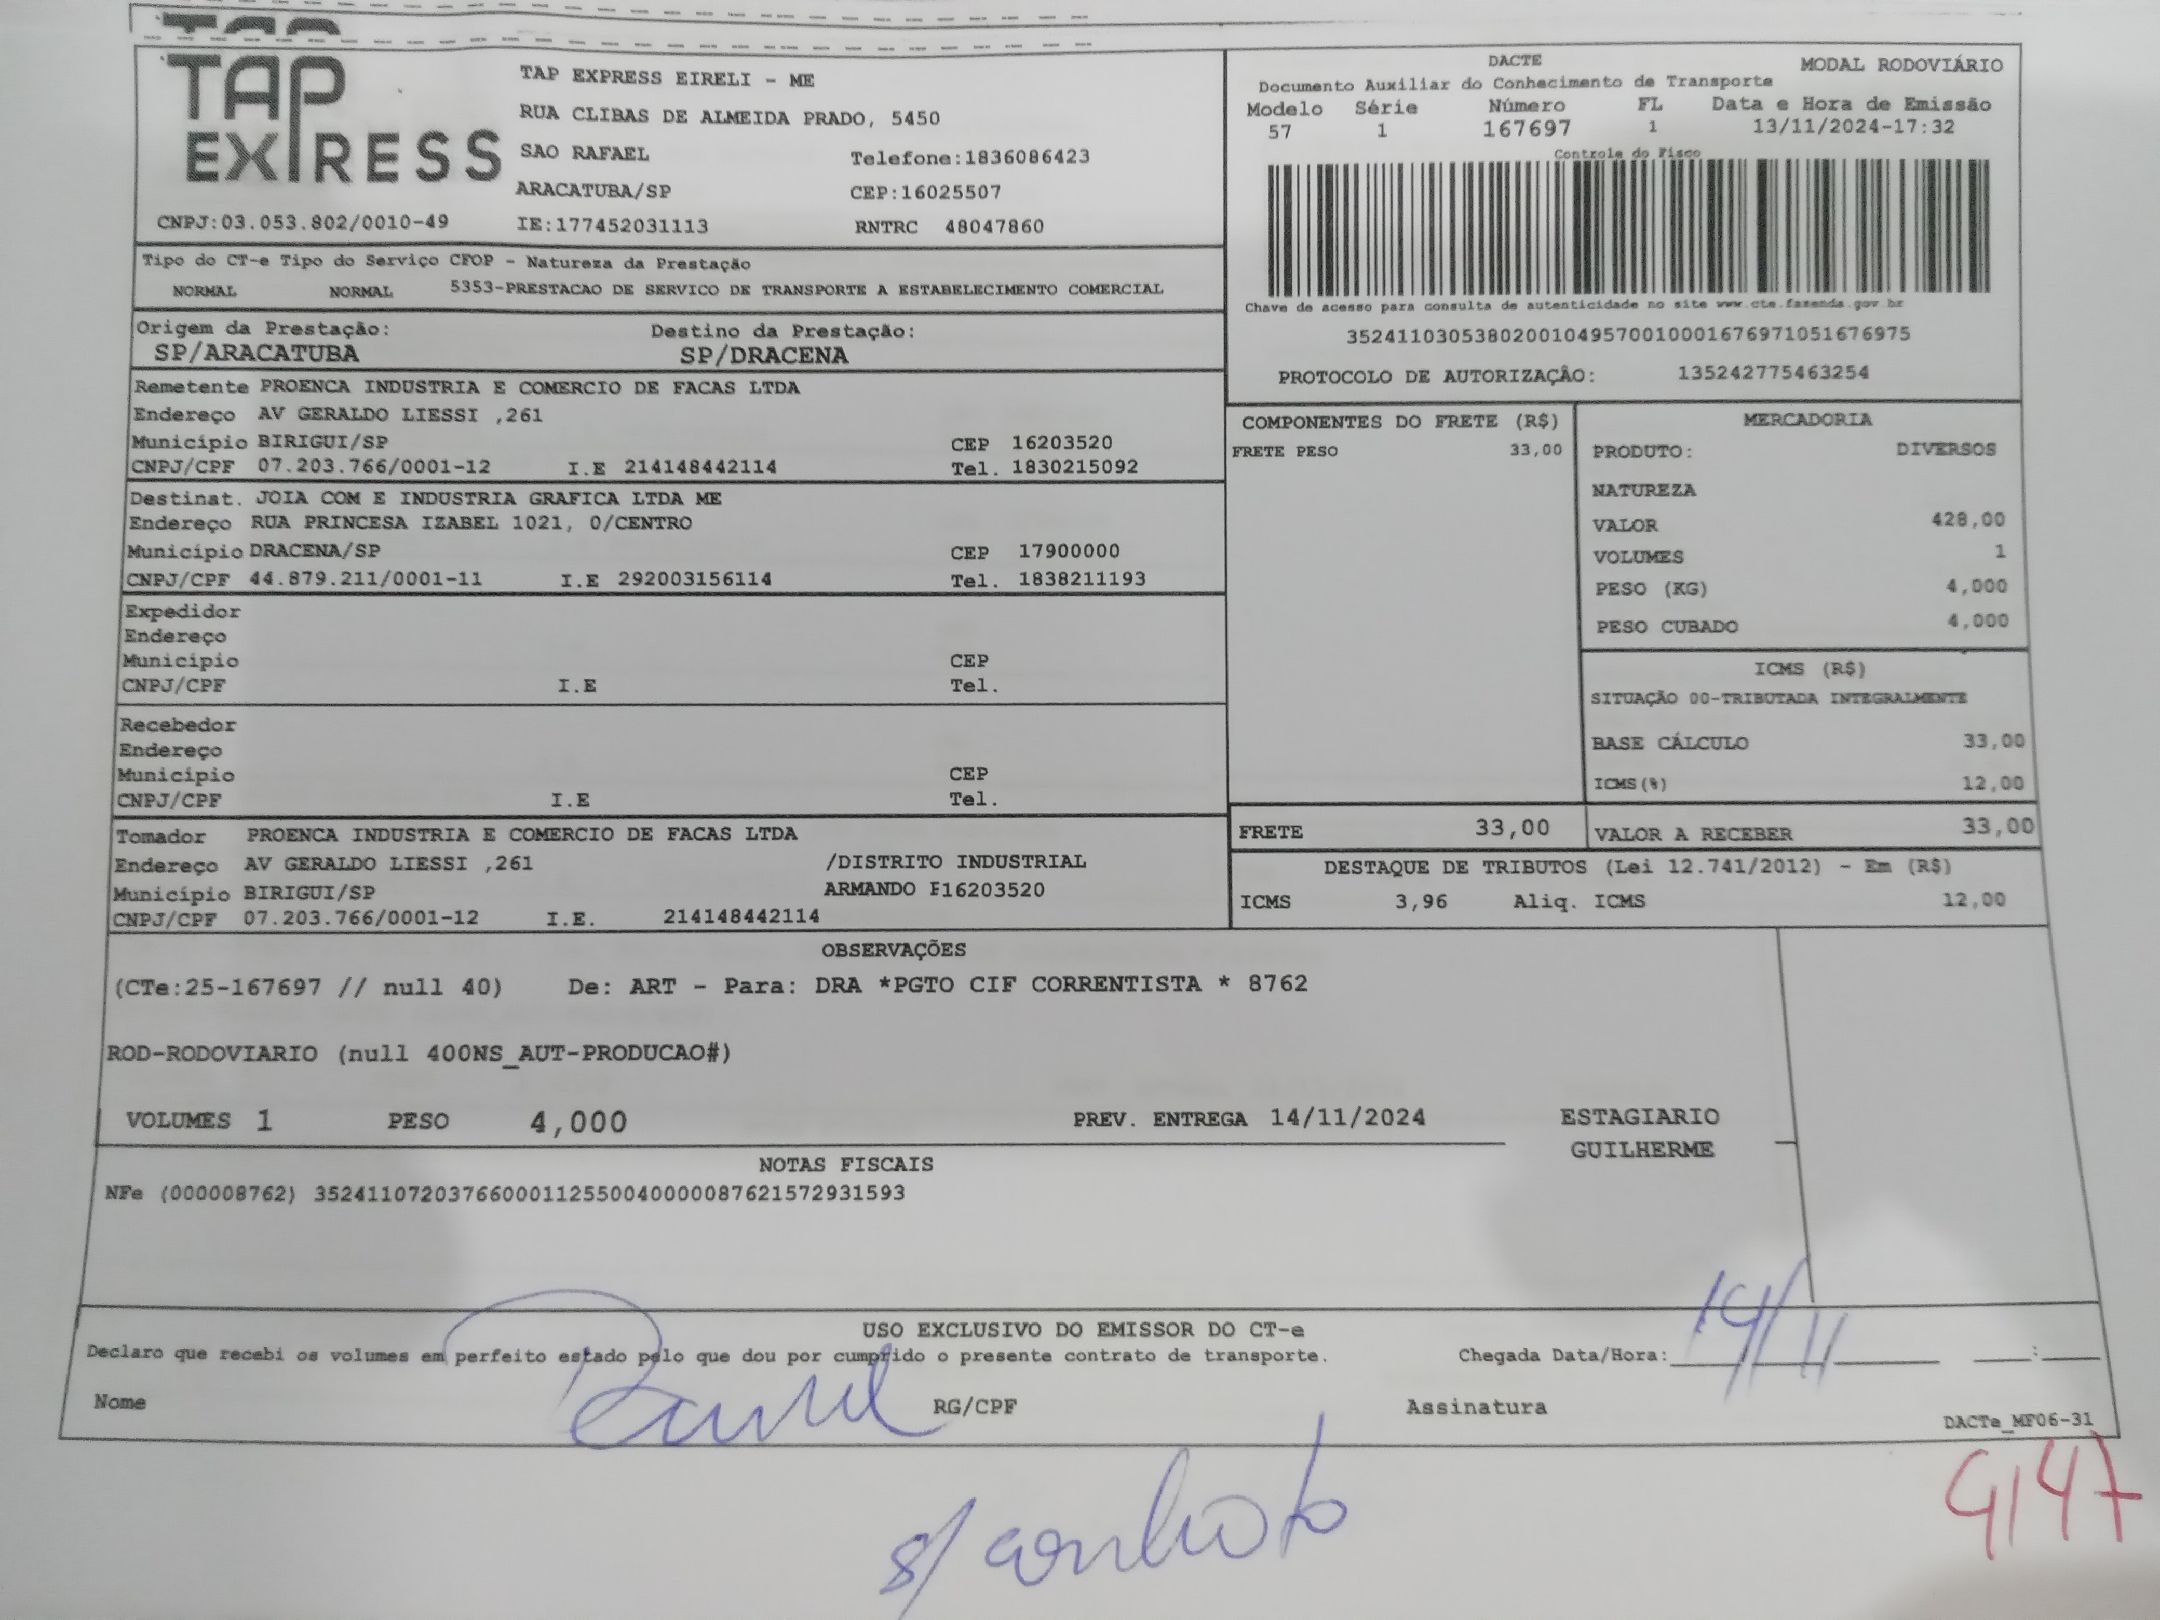 TAP
EXPRESS
TAP EXPRESS EIRELI - ME
RUA CLIBAS DE ALMEIDA PRADO, 5450
SAO RAFAEL Telefone:1836086423
ARACATUBA/SP CEP:16025507
CNPJ:03.053.802/0010-49 IE:177452031113 RNTRC 48047860
DACTE MODAL RODOVIÁRIO
Documento Auxiliar do Conhecimento de Transporte
Modelo Série Número FL Data e Hora de Emissão
57 1 167697 1 13/11/2024-17:32
Controle do Fisco
Chave de acesso para consulta de autenticidade no site www.cte.fazenda.gov.br
35241103053802001049570010001676971051676975
PROTOCOLO DE AUTORIZAÇÃO: 135242775463254
Tipo do CT-e Tipo do Serviço CFOP - Natureza da Prestação
NORMAL NORMAL 5353-PRESTACAO DE SERVICO DE TRANSPORTE A ESTABELECIMENTO COMERCIAL
Origem da Prestação: Destino da Prestação:
SP/ARACATUBA SP/DRACENA
Remetente PROENCA INDUSTRIA E COMERCIO DE FACAS LTDA
Endereço AV GERALDO LIESSI ,261
Município BIRIGUI/SP CEP 16203520
CNPJ/CPF 07.203.766/0001-12 I.E 214148442114 Tel. 1830215092
Destinat. JOIA COM E INDUSTRIA GRAFICA LTDA ME
Endereço RUA PRINCESA IZABEL 1021, 0/CENTRO
Município DRACENA/SP CEP 17900000
CNPJ/CPF 44.879.211/0001-11 I.E 292003156114 Tel. 1838211193
Expedidor
Endereço
Município CEP
CNPJ/CPF I.E Tel.
Recebedor
Endereço
Município CEP
CNPJ/CPF I.E Tel.
Tomador PROENCA INDUSTRIA E COMERCIO DE FACAS LTDA
Endereço AV GERALDO LIESSI ,261 /DISTRITO INDUSTRIAL
Município BIRIGUI/SP ARMANDO F16203520
CNPJ/CPF 07.203.766/0001-12 I.E. 214148442114
COMPONENTES DO FRETE (R$)
FRETE PESO 33,00
MERCADORIA
PRODUTO: DIVERSOS
NATUREZA
VALOR 428,00
VOLUMES 1
PESO (KG) 4,000
PESO CUBADO 4,000
ICMS (R$)
SITUAÇÃO 00-TRIBUTADA INTEGRALMENTE
BASE CÁLCULO 33,00
ICMS(%) 12,00
FRETE 33,00 VALOR A RECEBER 33,00
DESTAQUE DE TRIBUTOS (Lei 12.741/2012) - Em (R$)
ICMS 3,96 Aliq. ICMS 12,00
OBSERVAÇÕES
(CTe:25-167697 // null 40) De: ART - Para: DRA *PGTO CIF CORRENTISTA * 8762
ROD-RODOVIARIO (null 400NS_AUT-PRODUCAO#)
VOLUMES 1 PESO 4,000 PREV. ENTREGA 14/11/2024 ESTAGIARIO
GUILHERME
NOTAS FISCAIS
NFe (000008762) 35241107203766000112550040000087621572931593
USO EXCLUSIVO DO EMISSOR DO CT-e
Declaro que recebi os volumes em perfeito estado pelo que dou por cumprido o presente contrato de transporte. Chegada Data/Hora: 14/11 :
Nome RG/CPF Assinatura
DACTe_MF06-31
s/ canhoto